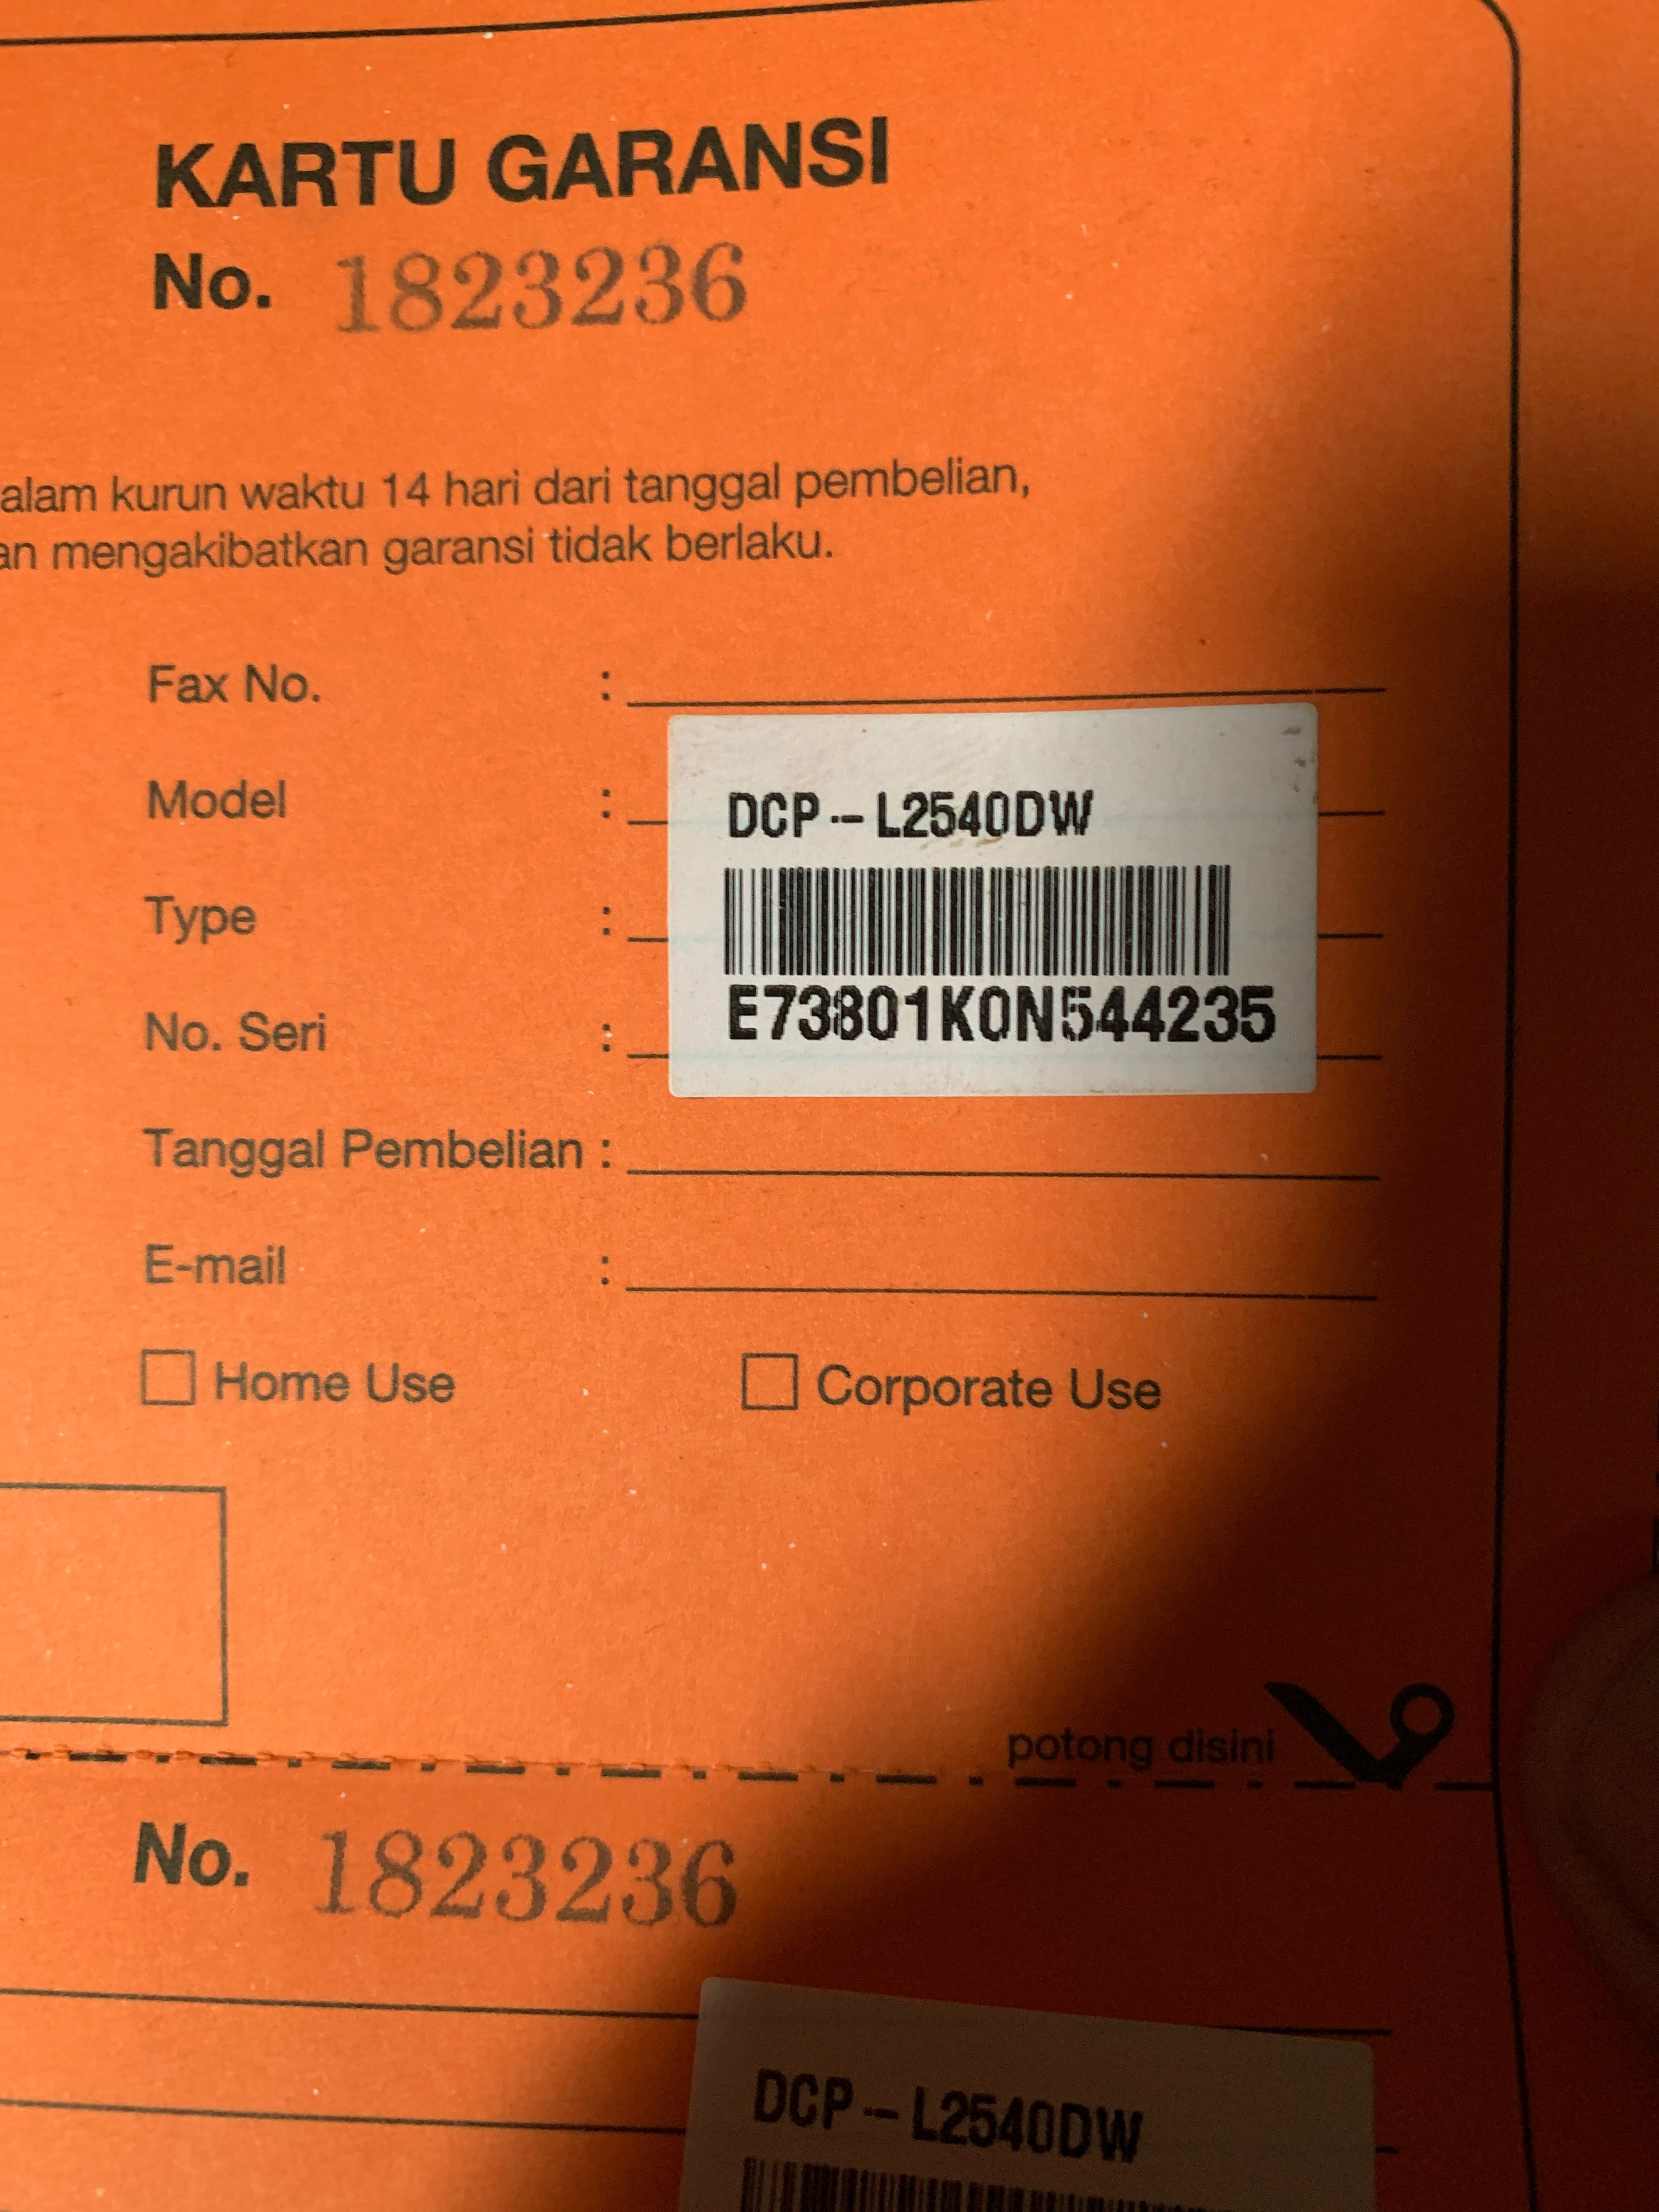 KARTU GARANSI
No. 1823236
alam kurun waktu 14 hari dari tanggal pembelian,
an mengakibatkan garansi tidak berlaku.
Fax No. :
Model : DCP-L2540DW
Type :
No. Seri : E73801K0N544235
Tanggal Pembelian :
E-mail :
Home Use Corporate Use
potong disini
No. 1823236
DCP-L2540DW